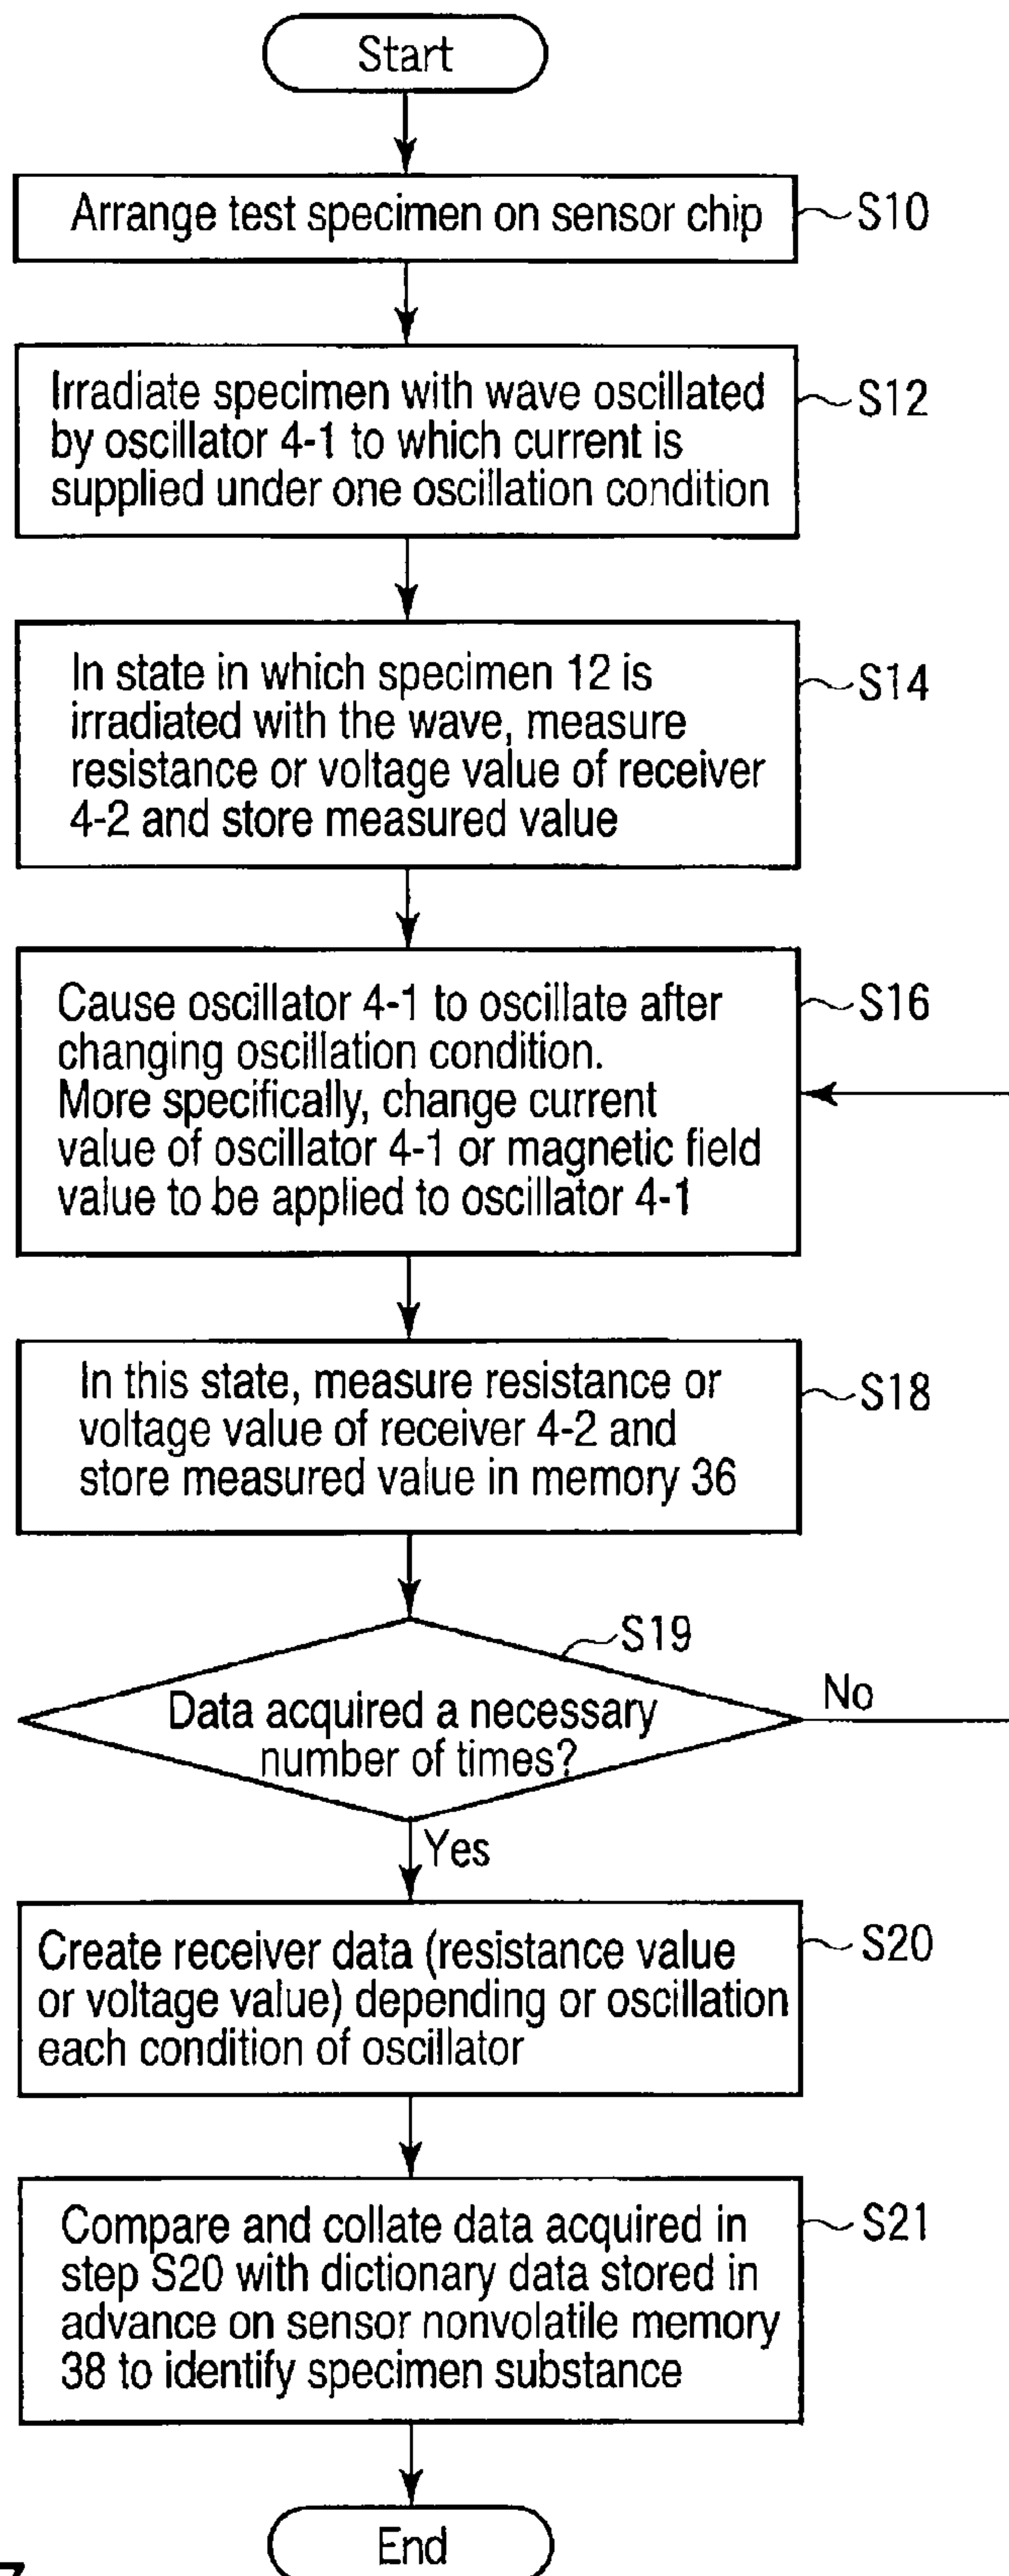 Start
Arrange test specimen on sensor chip
S10
Irradiate specimen with wave oscillated
by oscillator 4-1 to which current is
supplied under one oscillation condition
S12
In state in which specimen 12 is
irradiated with the wave, measure
resistance or voltage value of receiver
4-2 and store measured value
S14
Cause oscillator 4-1 to oscillate after
changing oscillation condition.
More specifically, change current
value of oscillator 4-1 or magnetic field
value to be applied to oscillator 4-1
S16
In this state, measure resistance or
voltage value of receiver 4-2 and
store measured value in memory 36
S18
S19
Data acquired a necessary
number of times?
No
Yes
Create receiver data (resistance value
or voltage value) depending or oscillation
each condition of oscillator
S20
Compare and collate data acquired in
step S20 with dictionary data stored in
advance on sensor nonvolatile memory
38 to identify specimen substance
S21
End